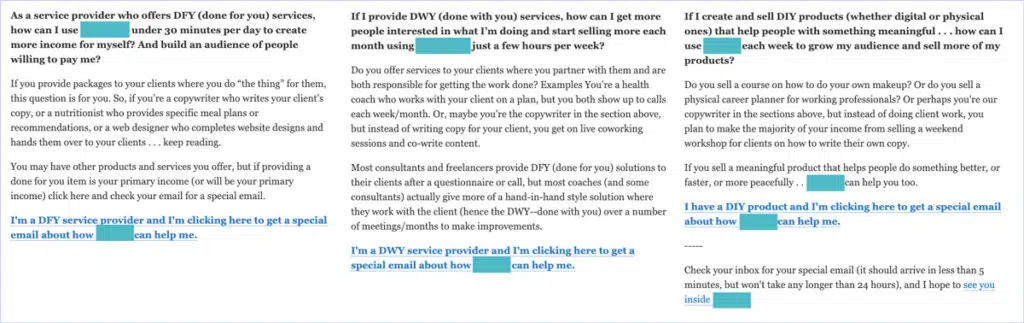 As a service provider who offers DFY (done for you) services,
how can I use under 30 minutes per day to create
more income for myself? And build an audience of people
willing to pay me?
If you provide packages to your clients where you do “the thing” for them,
this question is for you. So, if you’re a copywriter who writes your client’s
copy, or a nutritionist who provides specific meal plans or
recommendations, or a web designer who completes website designs and
hands them over to your clients . . . keep reading.
You may have other products and services you offer, but if providing a
done for you item is your primary income (or will be your primary
income) click here and check your email for a special email.
I’m a DFY service provider and I’m clicking here to get a special
email about how can help me.
If I provide DWY (done with you) services, how can I get more
people interested in what I’m doing and start selling more each
month using just a few hours per week?
Do you offer services to your clients where you partner with them and are
both responsible for getting the work done? Examples You’re a health
coach who works with your client on a plan, but you both show up to calls
each week/month. Or, maybe you’re the copywriter in the section above,
but instead of writing copy for your client, you get on live coworking
sessions and co-write content.
Most consultants and freelancers provide DFY (done for you) solutions to
their clients after a questionnaire or call, but most coaches (and some
consultants) actually give more of a hand-in-hand style solution where
they work with the client (hence the DWY--done with you) over a number
of meetings/months to make improvements.
I’m a DWY service provider and I’m clicking here to get a
special email about how can help me.
If I create and sell DIY products (whether digital or physical
ones) that help people with something meaningful . . . how can I
use each week to grow my audience and sell more of my
products?
Do you sell a course on how to do your own makeup? Or do you sell a
physical career planner for working professionals? Or perhaps you’re our
copywriter in the sections above, but instead of doing client work, you
plan to make the majority of your income from selling a weekend
workshop for clients on how to write their own copy.
If you sell a meaningful product that helps people do something better, or
faster, or more peacefully . . can help you too.
I have a DIY product and I’m clicking here to get a special email
about how can help me.
-----
Check your inbox for your special email (it should arrive in less than 5
minutes, but won’t take any longer than 24 hours), and I hope to see you
inside